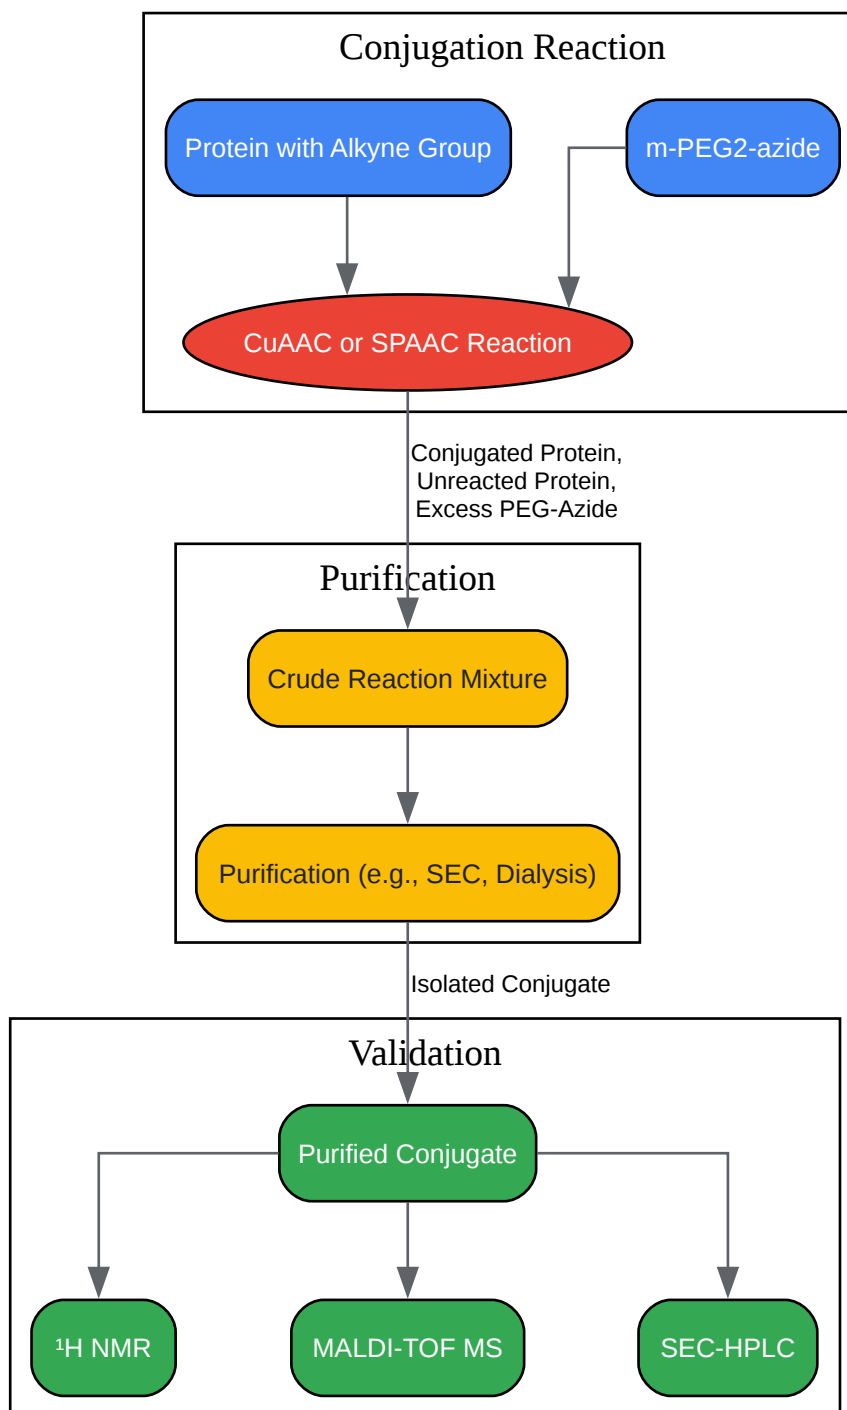 Conjugation Reaction
Protein with Alkyne Group
m-PEG2-azide
CuAAC or SPAAC Reaction
Conjugated Protein,
Unreacted Protein,
Excess PEG-Azide
Purification
Crude Reaction Mixture
Purification (e.g., SEC, Dialysis)
Isolated Conjugate
Validation
Purified Conjugate
¹H NMR
MALDI-TOF MS
SEC-HPLC